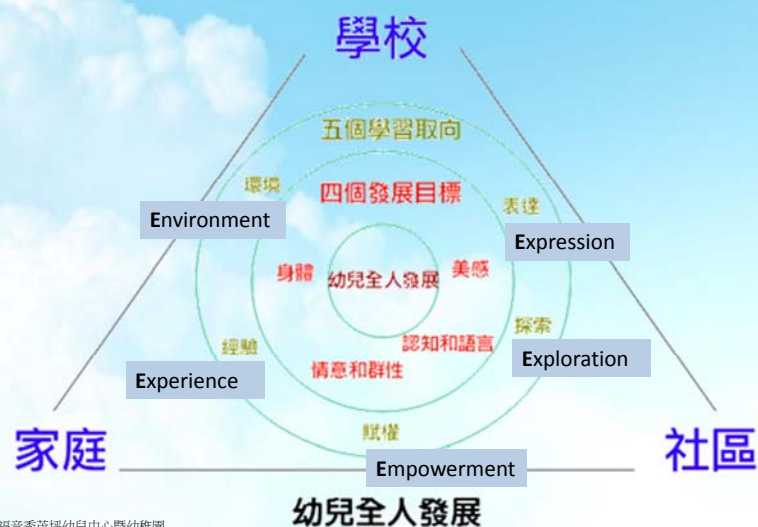 學校
五個學習取向
環境
四個發展目標
表達
Environment
Expression
身體
幼兒全人發展
美感
探索
經驗
認知和語言
Exploration
情意和群性
Experience
賦權
家庭
社區
Empowerment
幼兒全人發展